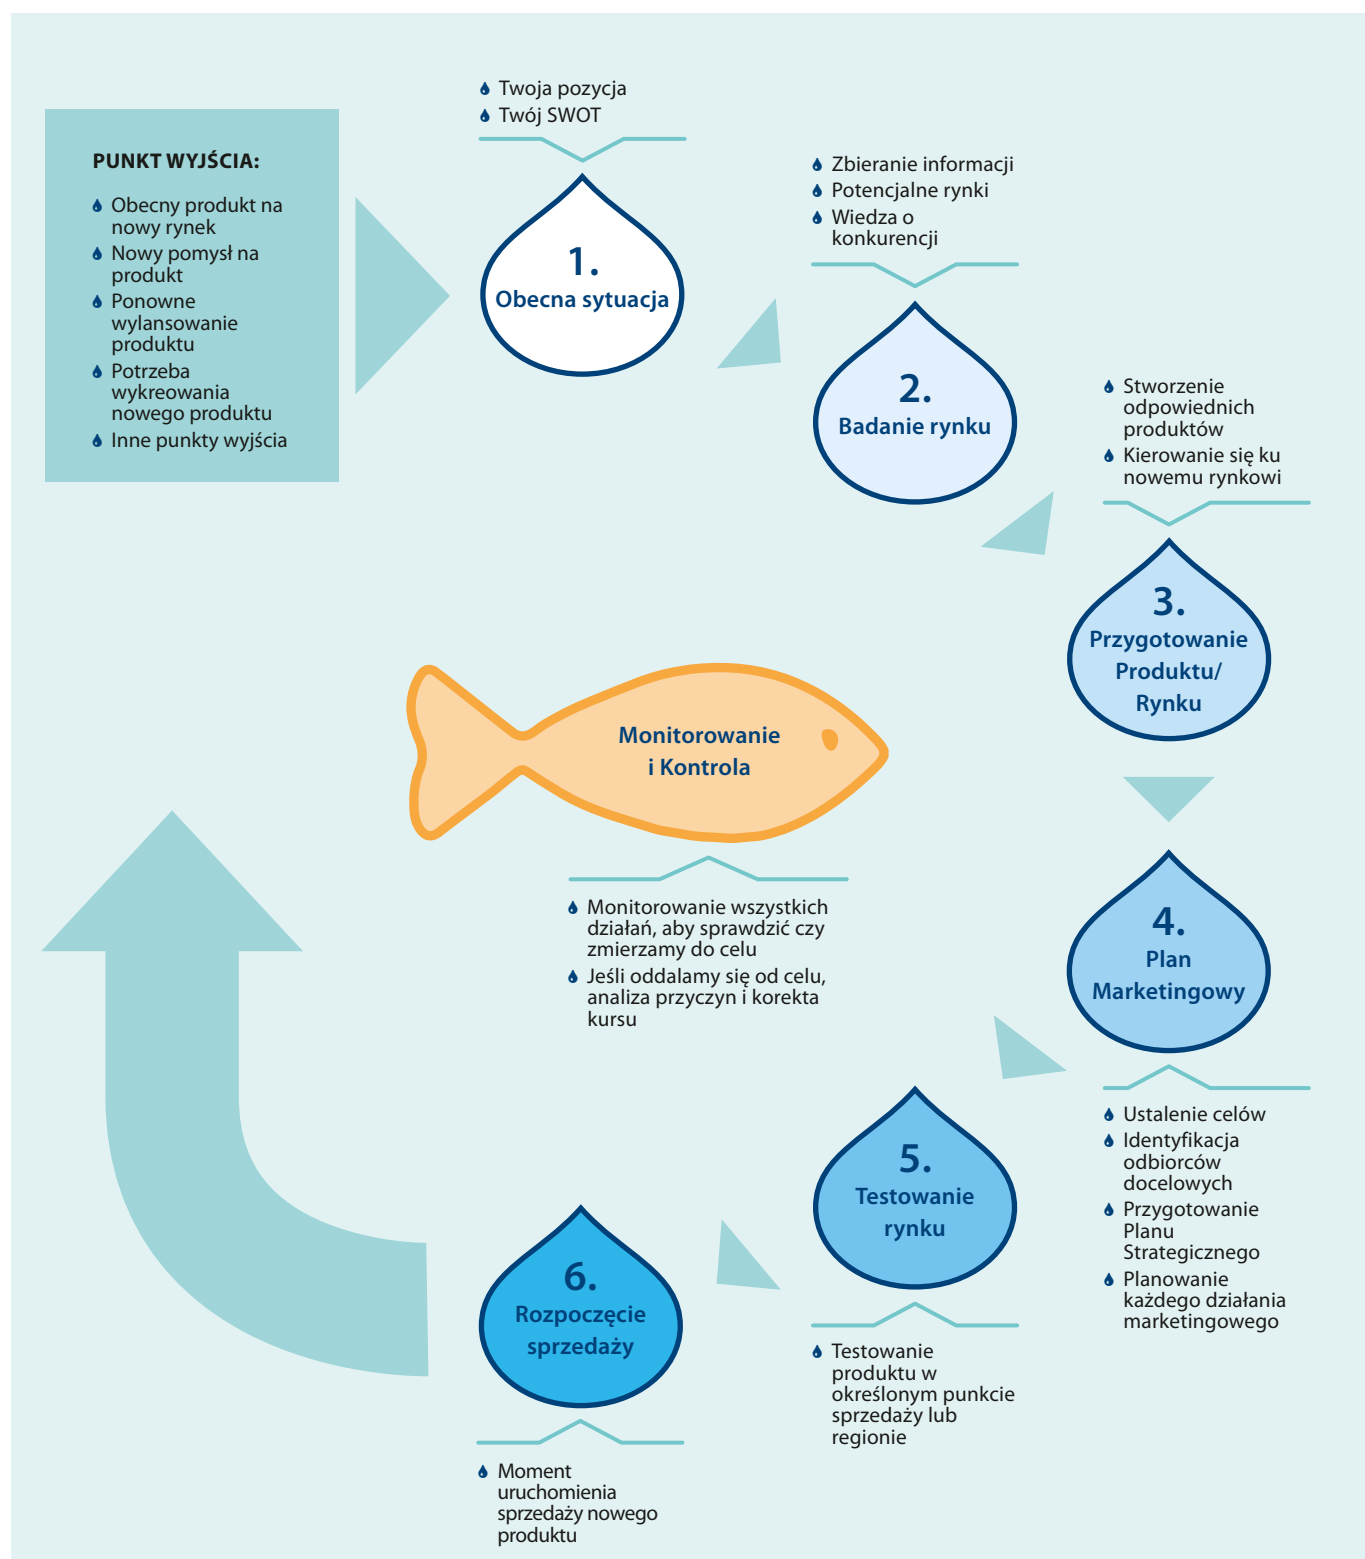 PUNKT WYJŚCIA:
Obecny produkt na
nowy rynek
Nowy pomysł na
produkt
Ponowne
wylansowanie
produktu
Potrzeba
wykreowania
nowego produktu
Inne punkty wyjścia
Twoja pozycja
Twój SWOT
1.
Obecna sytuacja
Zbieranie informacji
Potencjalne rynki
Wiedza o
konkurencji
2.
Badanie rynku
Stworzenie
odpowiednich
produktów
Kierowanie się ku
nowemu rynkowi
3.
Przygotowanie
Produktu/
Rynku
Monitorowanie
i Kontrola
Monitorowanie wszystkich
działań, aby sprawdzić czy
zmierzamy do celu
Jeśli oddalamy się od celu,
analiza przyczyn i korekta
kursu
4.
Plan
Marketingowy
Ustalenie celów
Identyfikacja
odbiorców
docelowych
Przygotowanie
Planu
Strategicznego
Planowanie
każdego działania
marketingowego
5.
Testowanie
rynku
Testowanie
produktu w
określonym punkcie
sprzedaży lub
regionie
6.
Rozpoczęcie
sprzedaży
Moment
uruchomienia
sprzedaży nowego
produktu